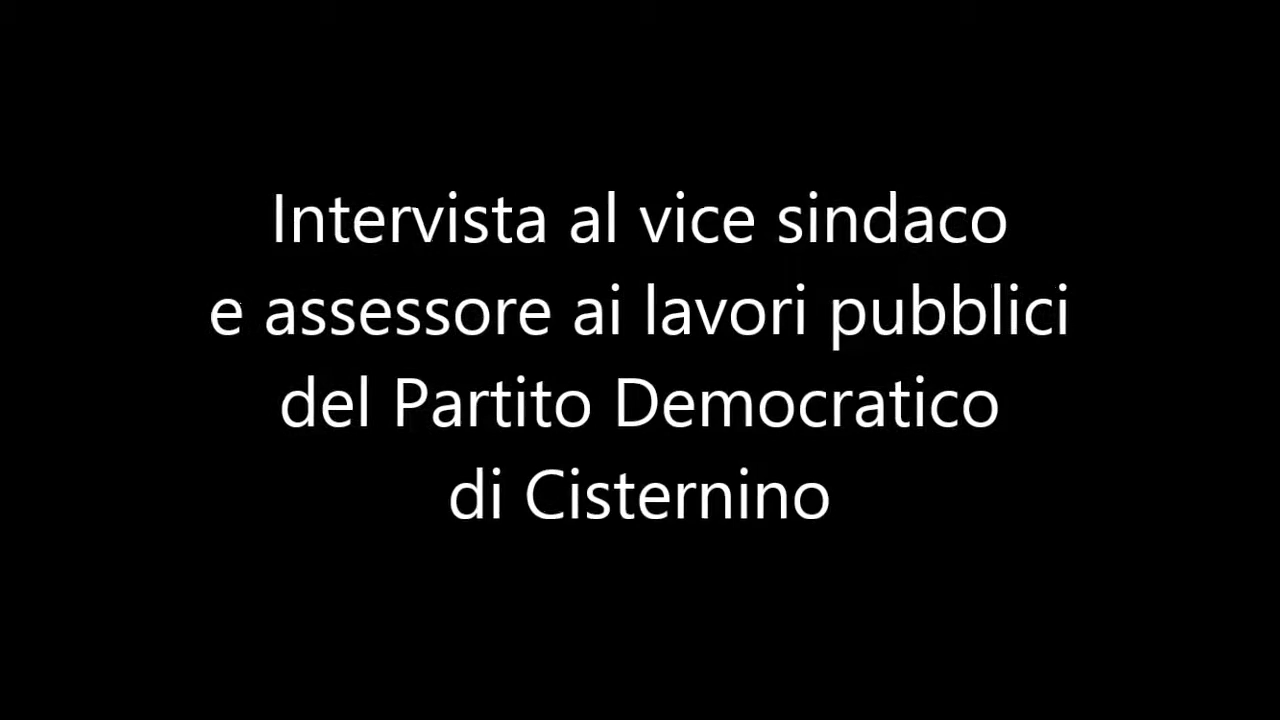 Intervista al vice sindaco
e assessore ai lavori pubblici
del Partito Democratico
di Cisternino